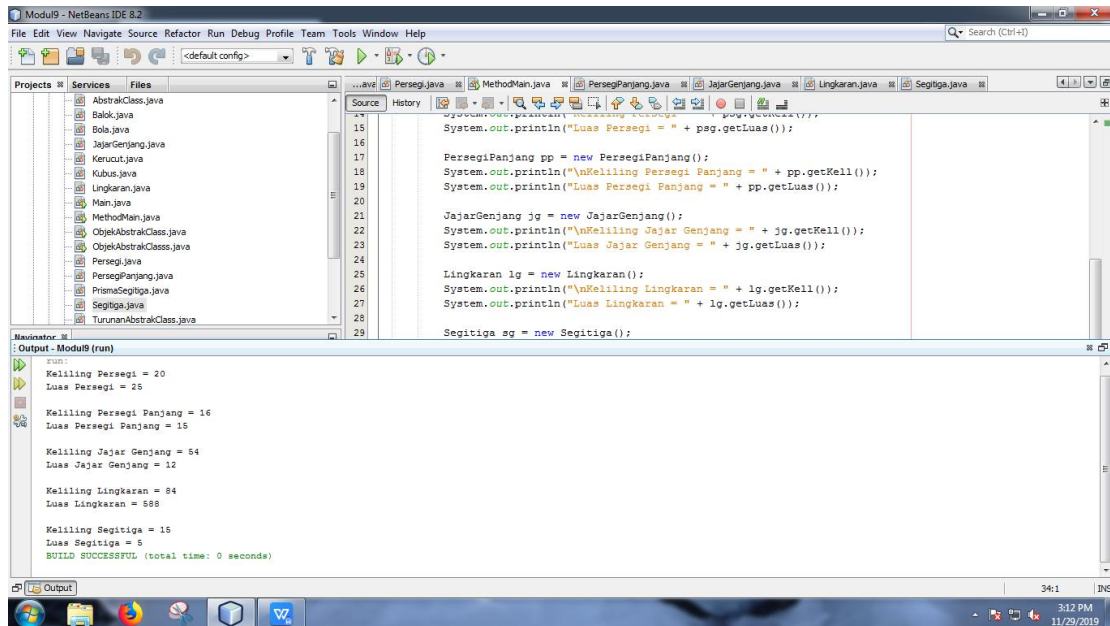 Modul9 - NetBeans IDE 8.2
File Edit View Navigate Source Refactor Run Debug Profile Team Tools Window Help
Search (Ctrl+I)
<default config>
Projects Services Files
...ava Persegi.java MethodMain.java PersegiPanjang.java JajarGenjang.java Lingkaran.java Segitiga.java
Source History
AbstrakClass.java
Balok.java
Bola.java
JajarGenjang.java
Kerucut.java
Kubus.java
Lingkaran.java
Main.java
MethodMain.java
ObjekAbstrakClass.java
ObjekAbstrakClasss.java
Persegi.java
PersegiPanjang.java
PrismaSegitiga.java
Segitiga.java
TurunanAbstrakClass.java
Navigator
15 System.out.println("Luas Persegi = " + psg.getLuas());
16
17 PersegiPanjang pp = new PersegiPanjang();
18 System.out.println("\nKeliling Persegi Panjang = " + pp.getKell());
19 System.out.println("Luas Persegi Panjang = " + pp.getLuas());
20
21 JajarGenjang jg = new JajarGenjang();
22 System.out.println("\nKeliling Jajar Genjang = " + jg.getKell());
23 System.out.println("Luas Jajar Genjang = " + jg.getLuas());
24
25 Lingkaran lg = new Lingkaran();
26 System.out.println("\nKeliling Lingkaran = " + lg.getKell());
27 System.out.println("Luas Lingkaran = " + lg.getLuas());
28
29 Segitiga sg = new Segitiga();
Output - Modul9 (run)
run:
Keliling Persegi = 20
Luas Persegi = 25
Keliling Persegi Panjang = 16
Luas Persegi Panjang = 15
Keliling Jajar Genjang = 54
Luas Jajar Genjang = 12
Keliling Lingkaran = 84
Luas Lingkaran = 588
Keliling Segitiga = 15
Luas Segitiga = 5
BUILD SUCCESSFUL (total time: 0 seconds)
Output
34:1 INS
3:12 PM
11/29/2019